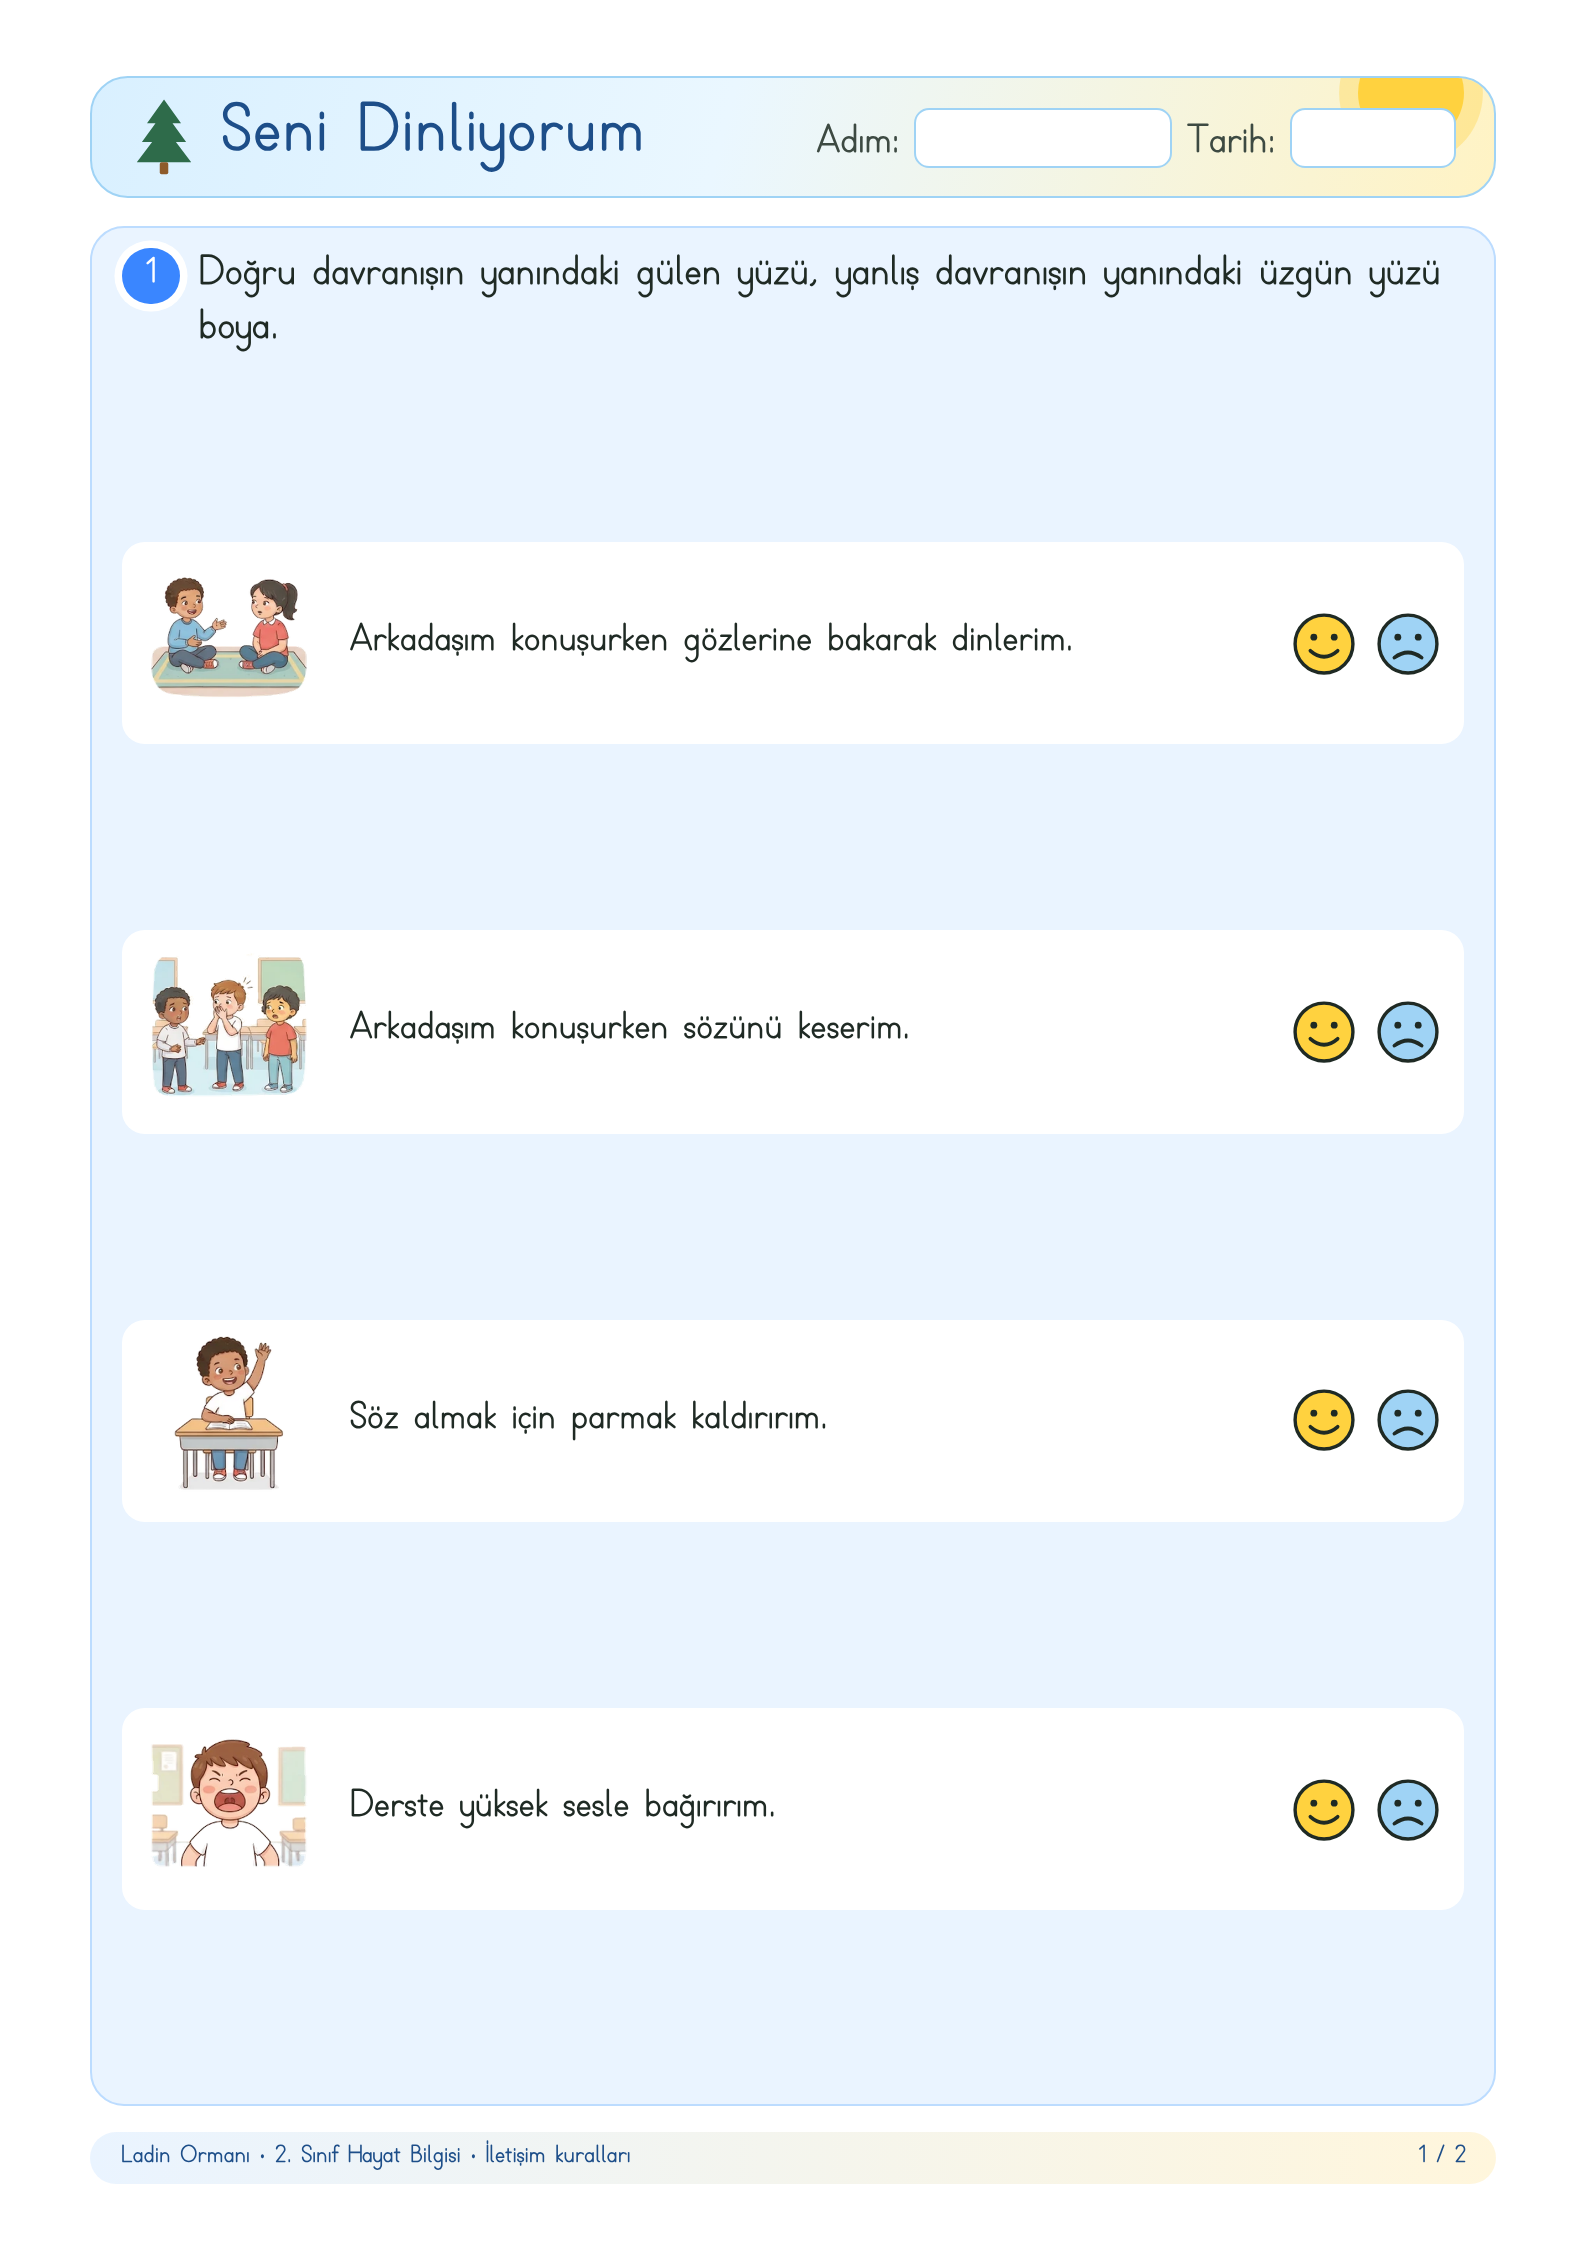 Seni Dinliyorum
Adım:
Tarih:
1
Doğru davranışın yanındaki gülen yüzü, yanlış davranışın yanındaki üzgün yüzü
boya.
Arkadaşım konuşurken gözlerine bakarak dinlerim.
Arkadaşım konuşurken sözünü keserim.
Söz almak için parmak kaldırırım.
Derste yüksek sesle bağırırım.
Ladin Ormanı • 2. Sınıf Hayat Bilgisi • İletişim kuralları
1 / 2